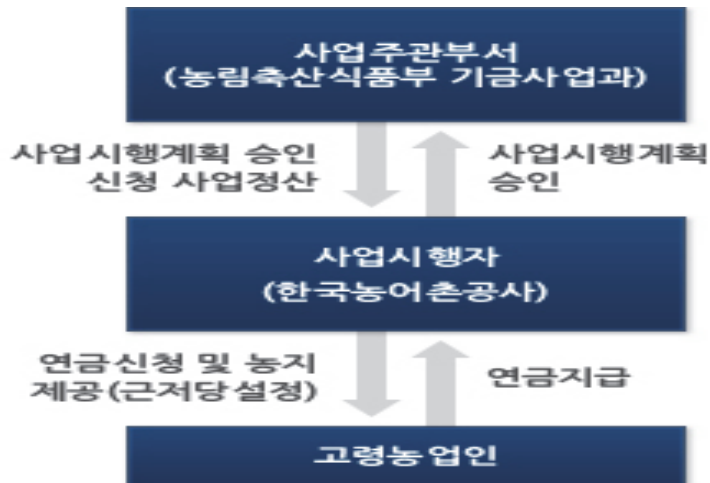 사업주관부서
(농림축산식품부 기금사업과)
사업시행계획 승인
신청 사업정산
사업시행계획
승인
사업시행자
(한국농어촌공사)
연금신청 및 농지
제공(근저당설정)
연금지급
고령농업인